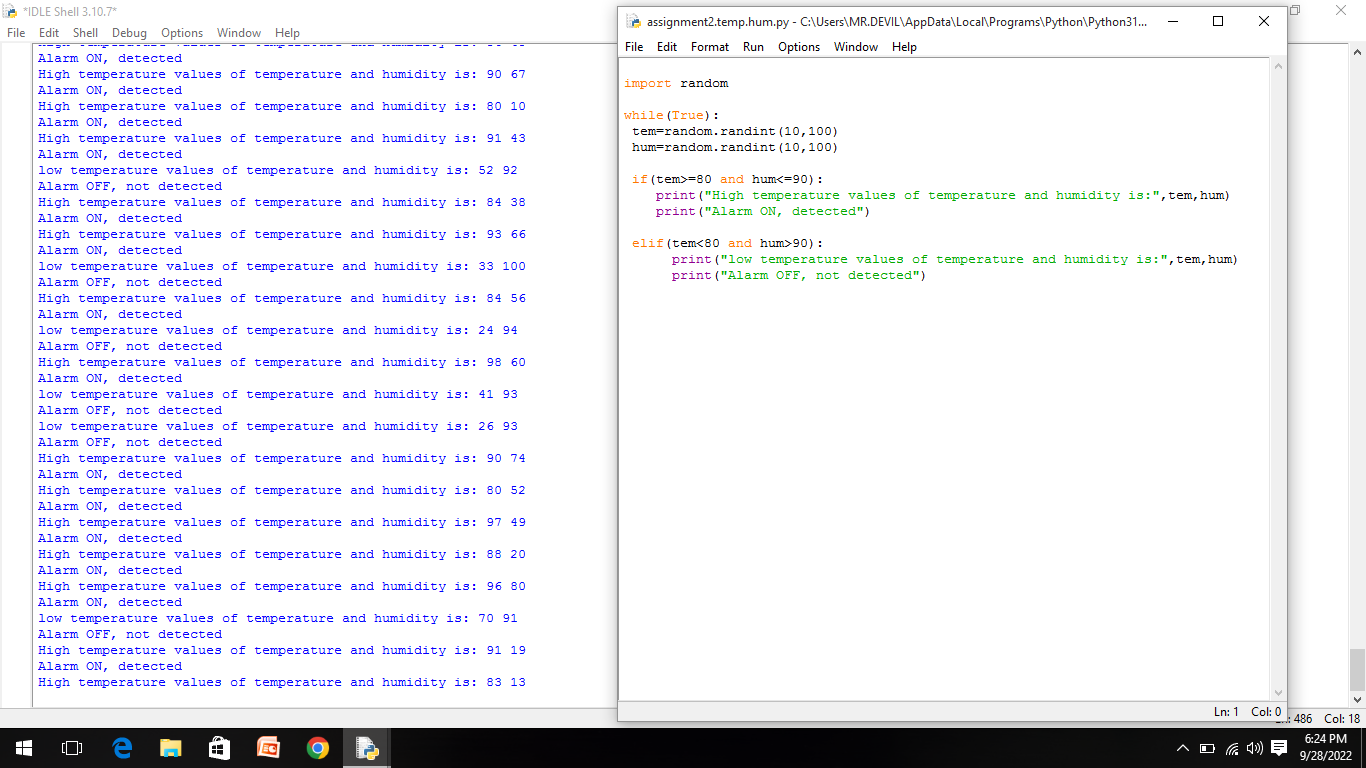 *IDLE Shell 3.10.7*
File Edit Shell Debug Options Window Help
Alarm ON, detected
High temperature values of temperature and humidity is: 90 67
Alarm ON, detected
High temperature values of temperature and humidity is: 80 10
Alarm ON, detected
High temperature values of temperature and humidity is: 91 43
Alarm ON, detected
low temperature values of temperature and humidity is: 52 92
Alarm OFF, not detected
High temperature values of temperature and humidity is: 84 38
Alarm ON, detected
High temperature values of temperature and humidity is: 93 66
Alarm ON, detected
low temperature values of temperature and humidity is: 33 100
Alarm OFF, not detected
High temperature values of temperature and humidity is: 84 56
Alarm ON, detected
low temperature values of temperature and humidity is: 24 94
Alarm OFF, not detected
High temperature values of temperature and humidity is: 98 60
Alarm ON, detected
low temperature values of temperature and humidity is: 41 93
Alarm OFF, not detected
low temperature values of temperature and humidity is: 26 93
Alarm OFF, not detected
High temperature values of temperature and humidity is: 90 74
Alarm ON, detected
High temperature values of temperature and humidity is: 80 52
Alarm ON, detected
High temperature values of temperature and humidity is: 97 49
Alarm ON, detected
High temperature values of temperature and humidity is: 88 20
Alarm ON, detected
High temperature values of temperature and humidity is: 96 80
Alarm ON, detected
low temperature values of temperature and humidity is: 70 91
Alarm OFF, not detected
High temperature values of temperature and humidity is: 91 19
Alarm ON, detected
High temperature values of temperature and humidity is: 83 13
assignment2.temp.hum.py - C:\Users\MR.DEVIL\AppData\Local\Programs\Python\Python31...
File Edit Format Run Options Window Help
import random
while(True):
 tem=random.randint(10,100)
 hum=random.randint(10,100)
 if(tem>=80 and hum<=90):
    print("High temperature values of temperature and humidity is:",tem,hum)
    print("Alarm ON, detected")
 elif(tem<80 and hum>90):
      print("low temperature values of temperature and humidity is:",tem,hum)
      print("Alarm OFF, not detected")
Ln: 1 Col: 0
486 Col: 18
6:24 PM
9/28/2022